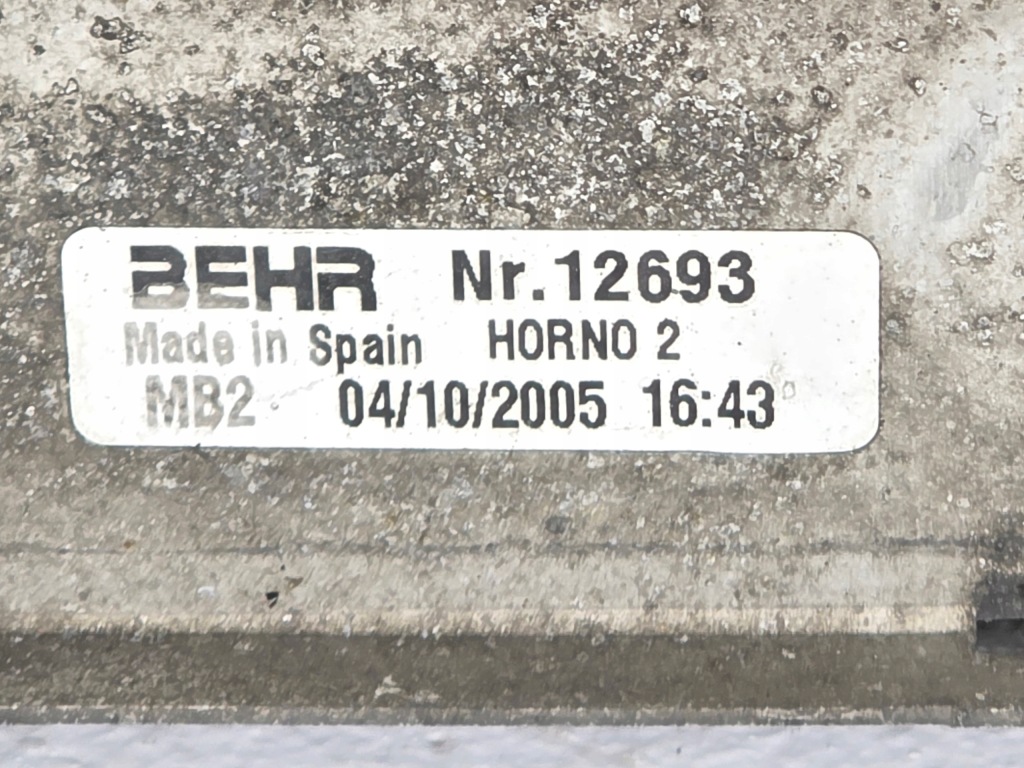 BEHR Nr.12693
Made in Spain HORNO 2
MB2 04/10/2005 16:43